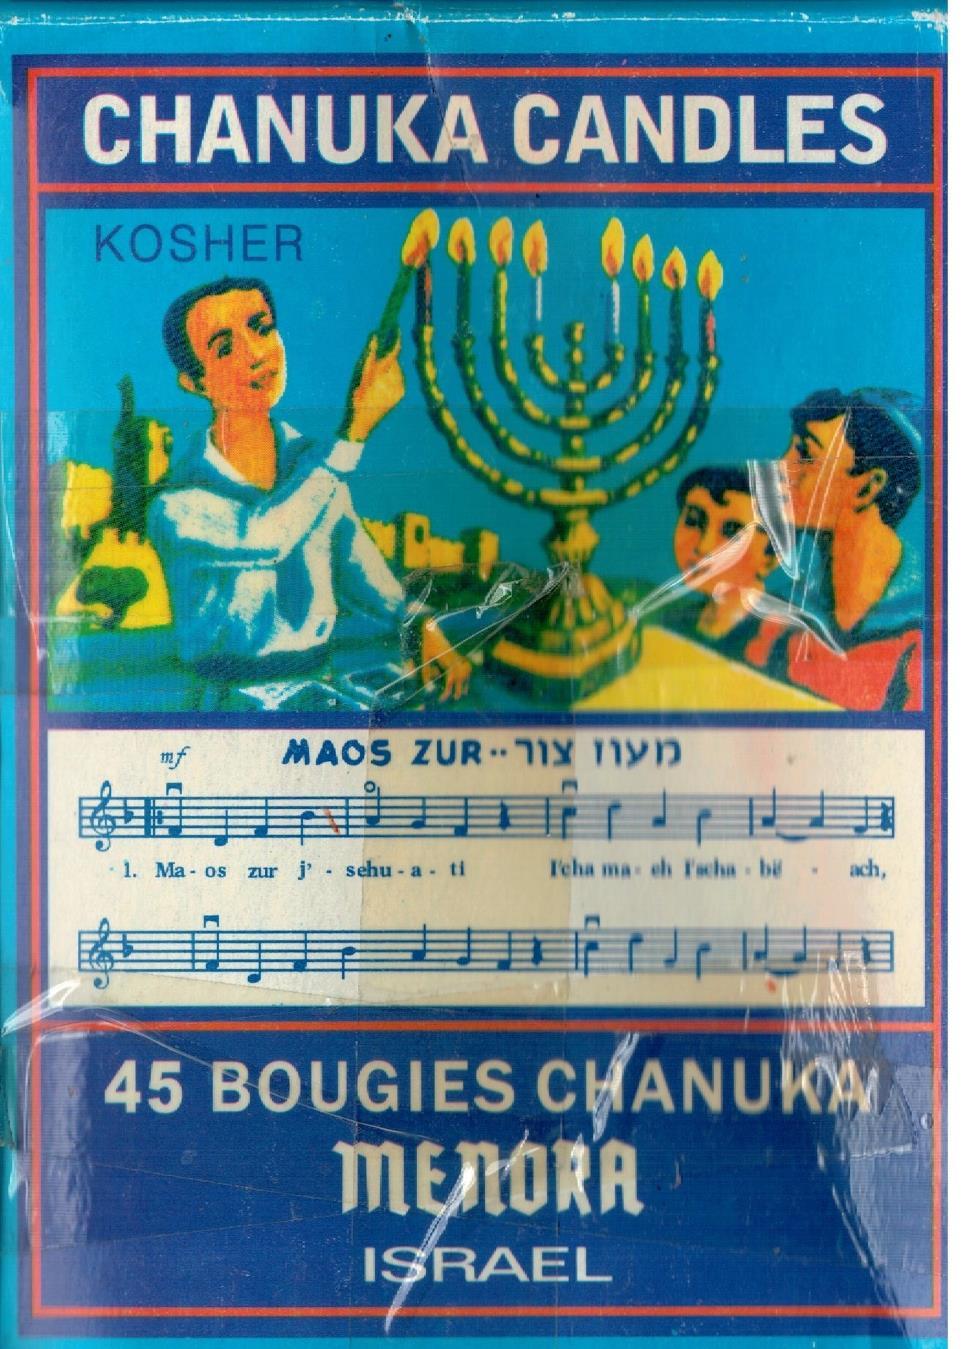 CHANUKA CANDLES
KOSHER
mf MAOS ZUR·· מעוז צור
1. Ma - os zur j' - sehu - a - ti l'cha ma - eh l'scha - bë - ach,
45 BOUGIES CHANUKA
MENORA
ISRAEL